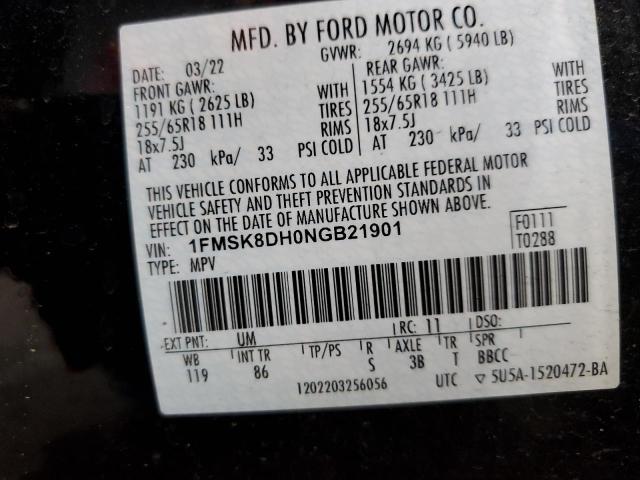 MFD. BY FORD MOTOR CO.
DATE: 03/22
GVWR: 2694 KG ( 5940 LB)
FRONT GAWR:
1191 KG ( 2625 LB) WITH
255/65R18 111H TIRES
18x7.5J RIMS
AT 230 kPa/ 33 PSI COLD
REAR GAWR:
1554 KG ( 3425 LB) WITH
255/65R18 111H TIRES
18x7.5J RIMS
AT 230 kPa/ 33 PSI COLD
THIS VEHICLE CONFORMS TO ALL APPLICABLE FEDERAL MOTOR
VEHICLE SAFETY AND THEFT PREVENTION STANDARDS IN
EFFECT ON THE DATE OF MANUFACTURE SHOWN ABOVE.
VIN: 1FMSK8DH0NGB21901
TYPE: MPV
F0111
T0288
EXT PNT: UM RC: 11 DSO:
WB INT TR TP/PS R AXLE TR SPR
119 86 S 3B T BBCC
1202203256056 UTC ▽ 5U5A-1520472-BA